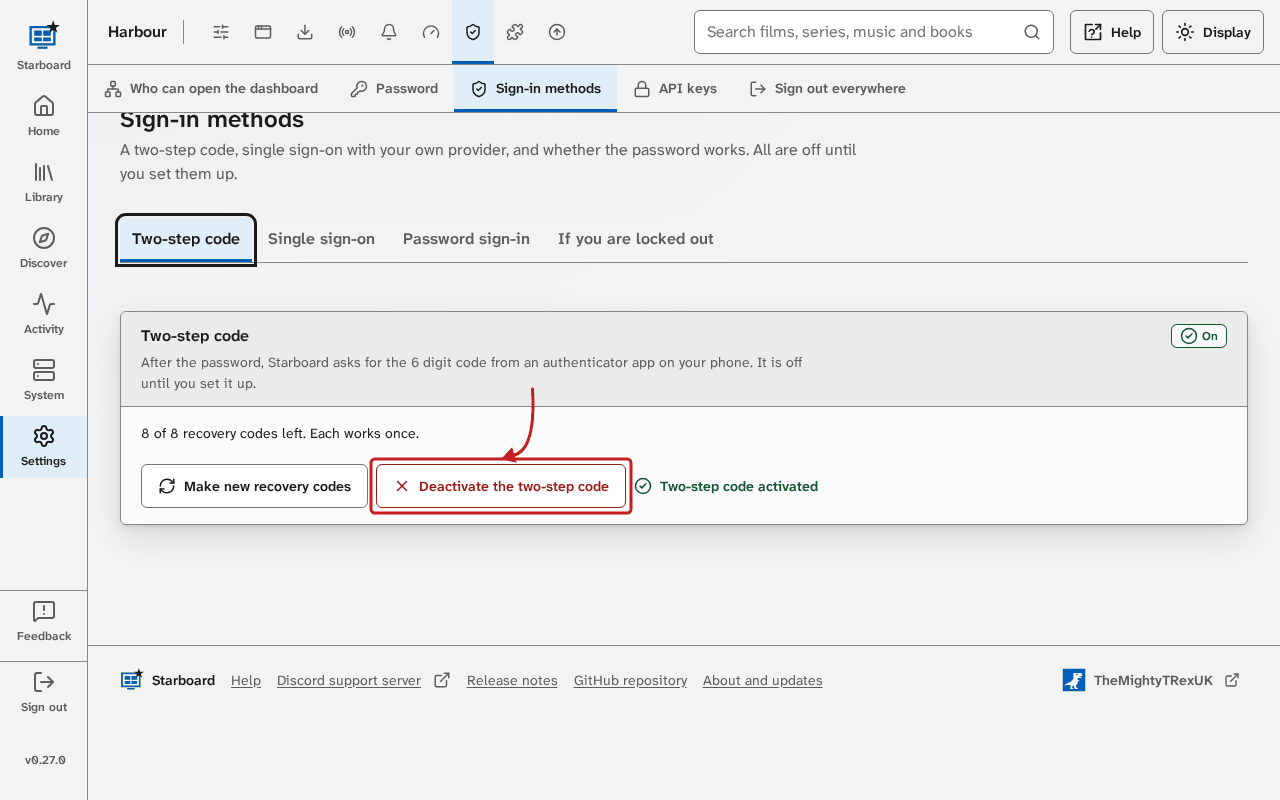 Starboard
Home
Library
Discover
Activity
System
Settings
Feedback
Sign out
v0.27.0
Harbour
Search films, series, music and books
Help
Display
Who can open the dashboard
Password
Sign-in methods
API keys
Sign out everywhere
Sign-in methods
A two-step code, single sign-on with your own provider, and whether the password works. All are off until
you set them up.
Two-step code
Single sign-on
Password sign-in
If you are locked out
Two-step code
On
After the password, Starboard asks for the 6 digit code from an authenticator app on your phone. It is off
until you set it up.
8 of 8 recovery codes left. Each works once.
Make new recovery codes
Deactivate the two-step code
Two-step code activated
Starboard
Help
Discord support server
Release notes
GitHub repository
About and updates
TheMightyTRexUK